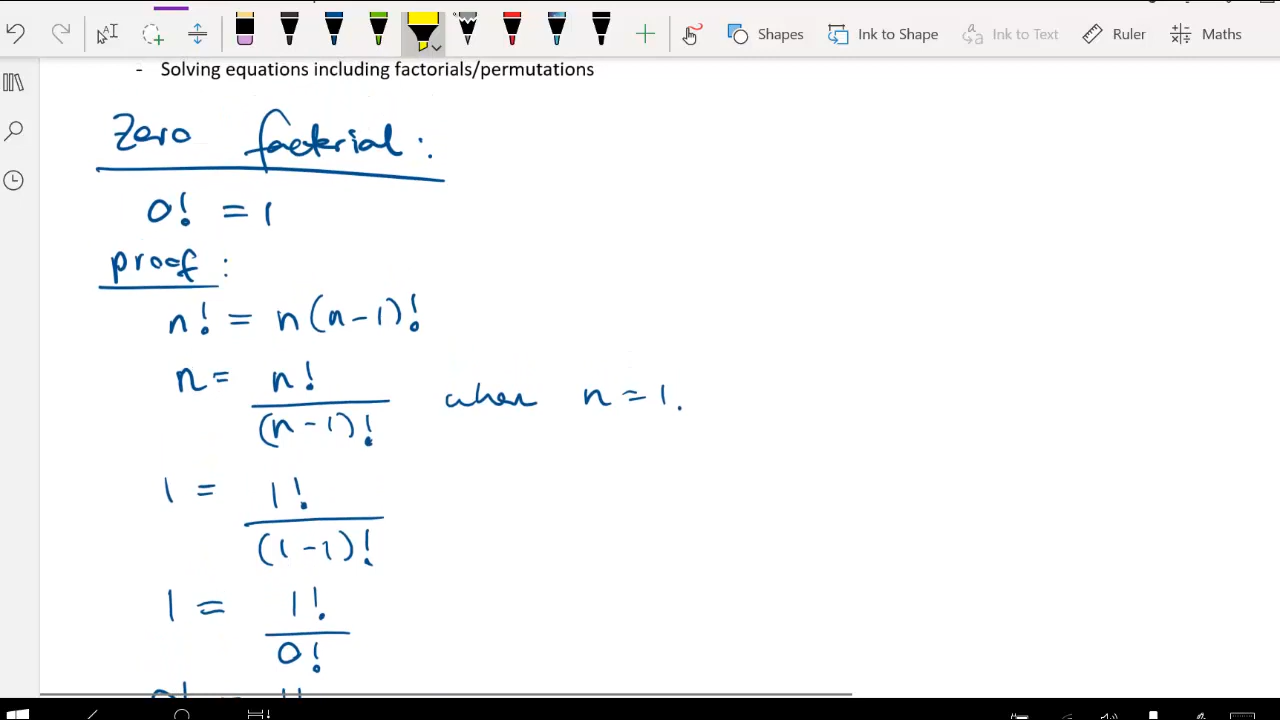 Shapes Ink to Shape Ink to Text Ruler Maths
- Solving equations including factorials/permutations
Zero factorial:
0! = 1
proof:
n! = n(n-1)!
n = n! / (n-1)! when n = 1.
1 = 1! / (1-1)!
1 = 1! / 0!